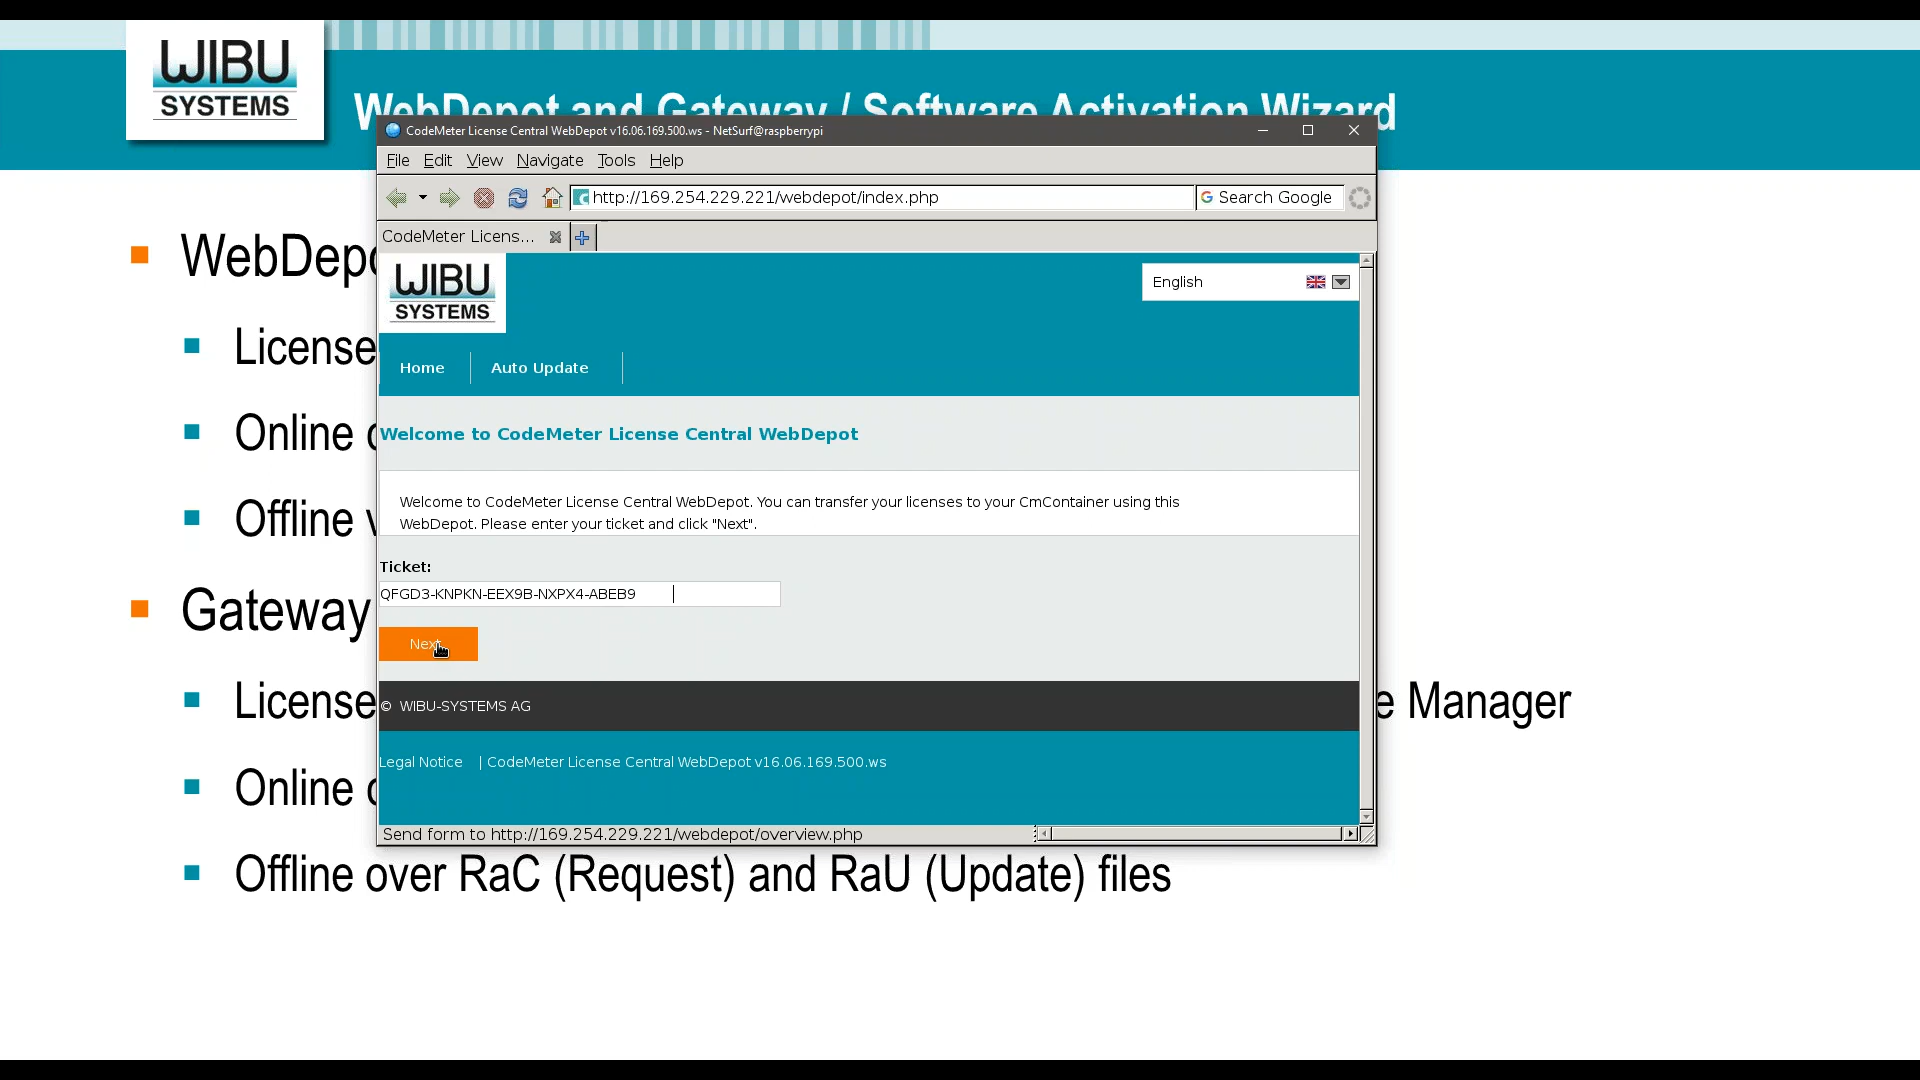 WIBU
SYSTEMS
WebDepot and Gateway / Software Activation Wizard
CodeMeter License Central WebDepot v16.06.169.500.ws - NetSurf@raspberrypi
File Edit View Navigate Tools Help
http://169.254.229.221/webdepot/index.php
Search Google
CodeMeter Licens...
WIBU
SYSTEMS
English
Home
Auto Update
Welcome to CodeMeter License Central WebDepot
Welcome to CodeMeter License Central WebDepot. You can transfer your licenses to your CmContainer using this
WebDepot. Please enter your ticket and click "Next".
Ticket:
QFGD3-KNPKN-EEX9B-NXPX4-ABEB9
Next
© WIBU-SYSTEMS AG
Legal Notice | CodeMeter License Central WebDepot v16.06.169.500.ws
Send form to http://169.254.229.221/webdepot/overview.php
WebDepo
License
Online
Offline
Gateway
License
e Manager
Online
Offline over RaC (Request) and RaU (Update) files